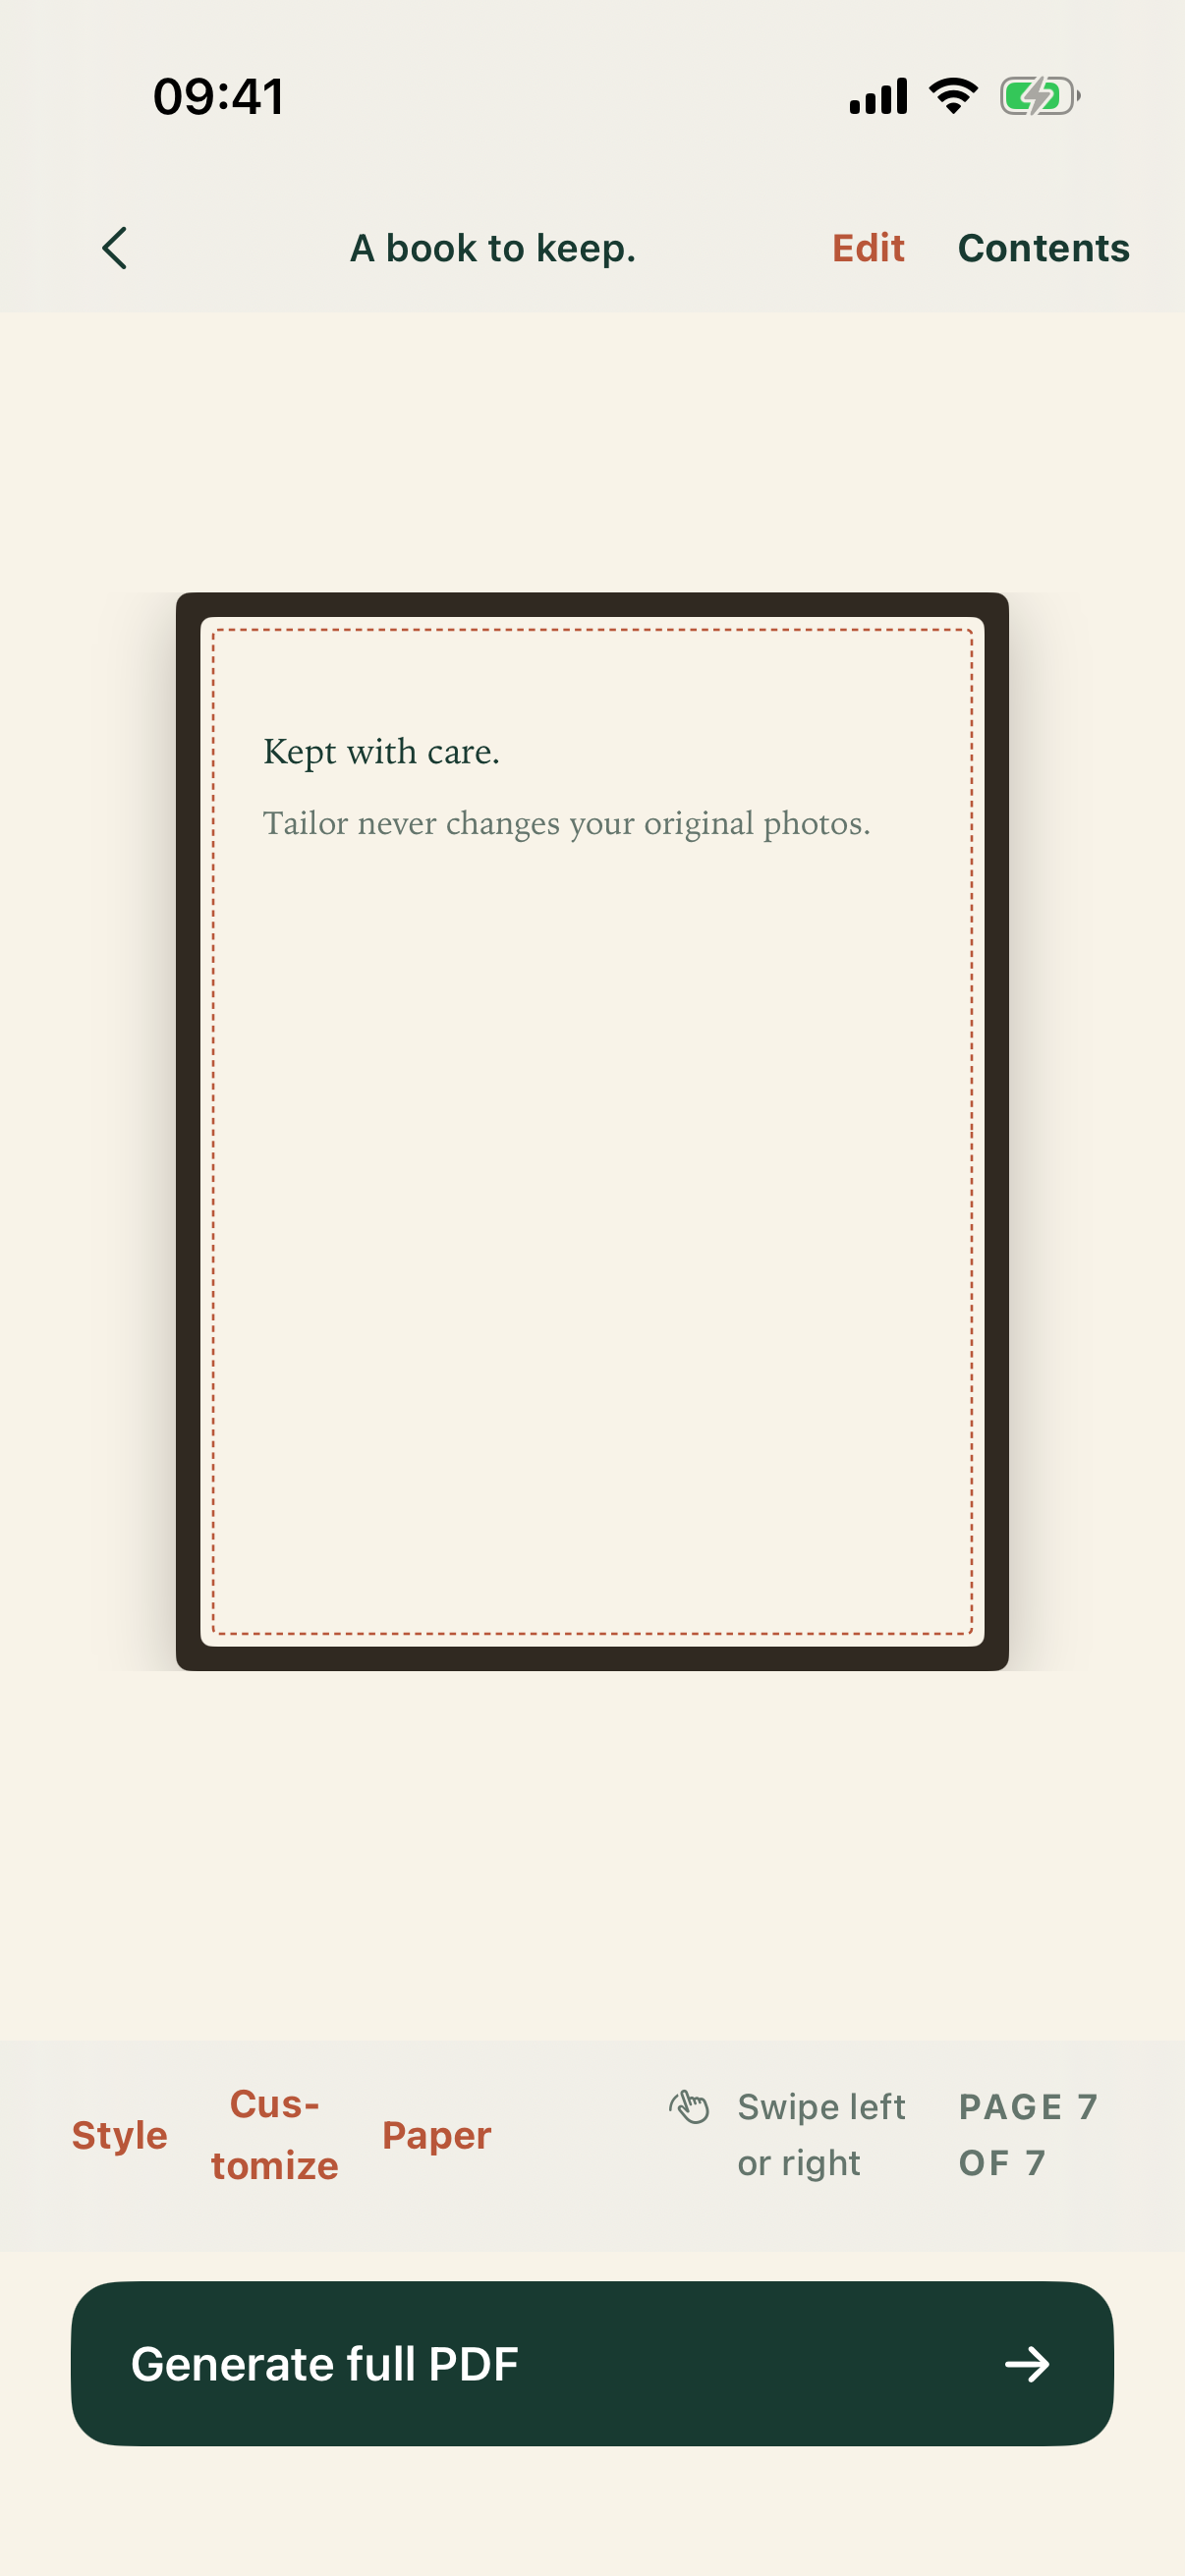 09:41
A book to keep.
Edit
Contents
Kept with care.
Tailor never changes your original photos.
Style
Cus-
tomize
Paper
Swipe left
or right
PAGE 7
OF 7
Generate full PDF